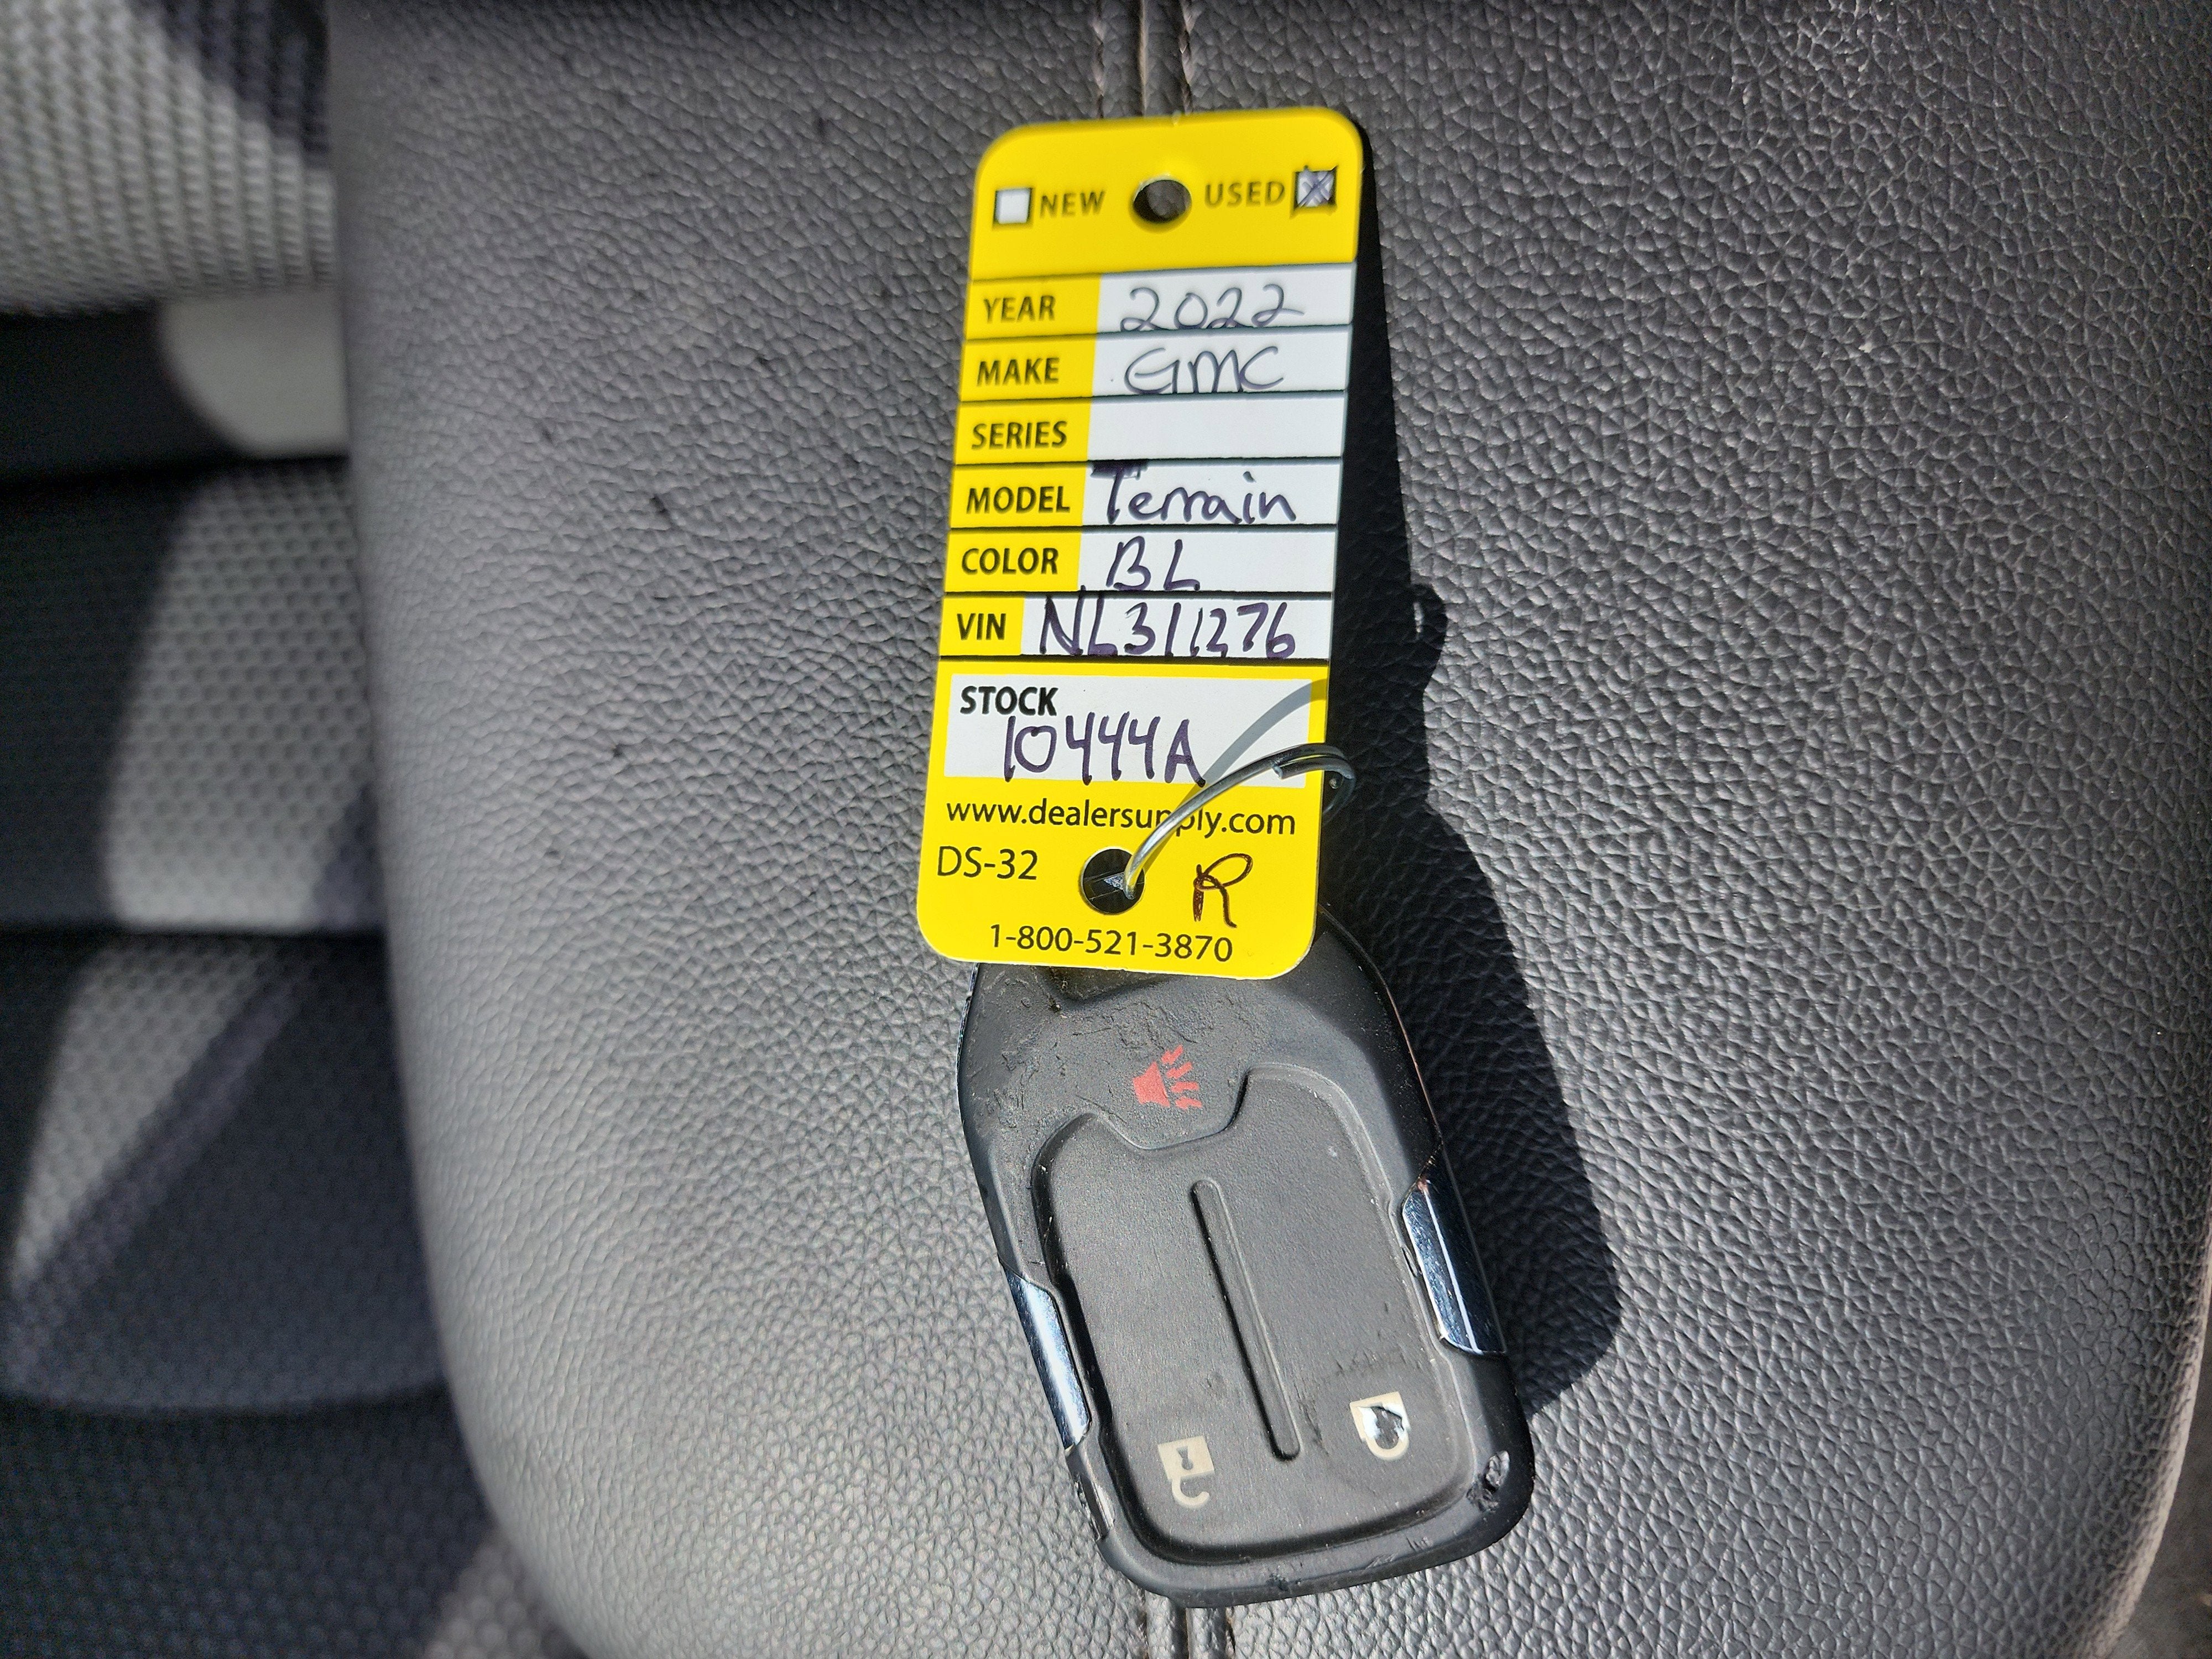 NEW USED
YEAR 2022
MAKE GMC
SERIES
MODEL Terrain
COLOR BL
VIN NL311276
STOCK
10444A
www.dealersupply.com
DS-32 R
1-800-521-3870